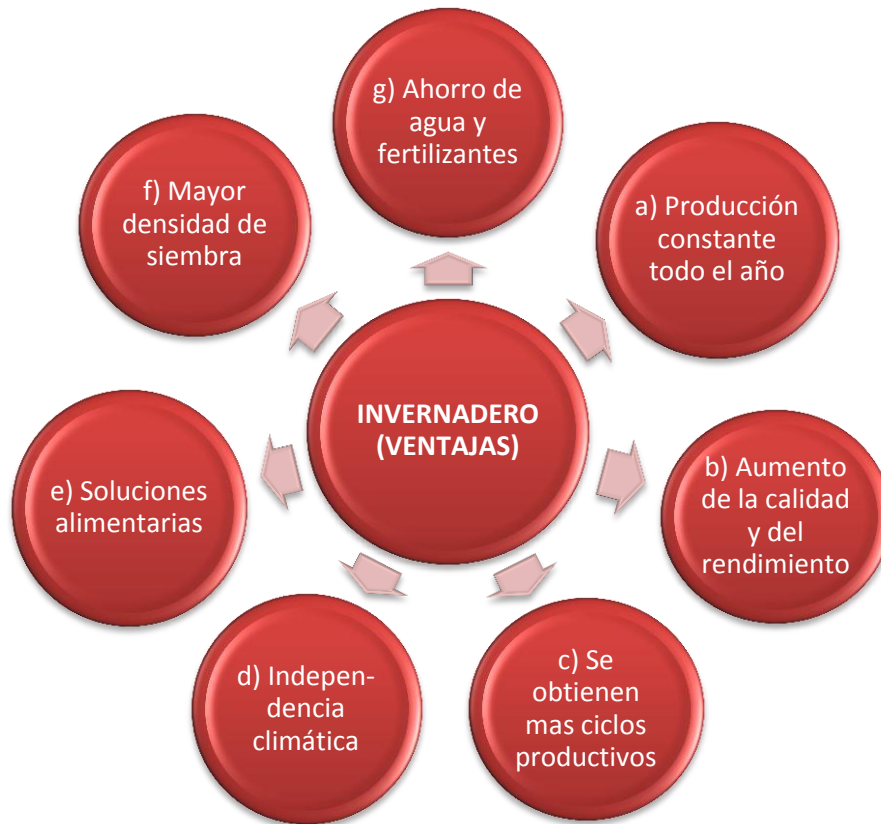 INVERNADERO
(VENTAJAS)
a) Producción
constante
todo el año
b) Aumento
de la calidad
y del
rendimiento
c) Se
obtienen
mas ciclos
productivos
d) Indepen-
dencia
climática
e) Soluciones
alimentarias
f) Mayor
densidad de
siembra
g) Ahorro de
agua y
fertilizantes